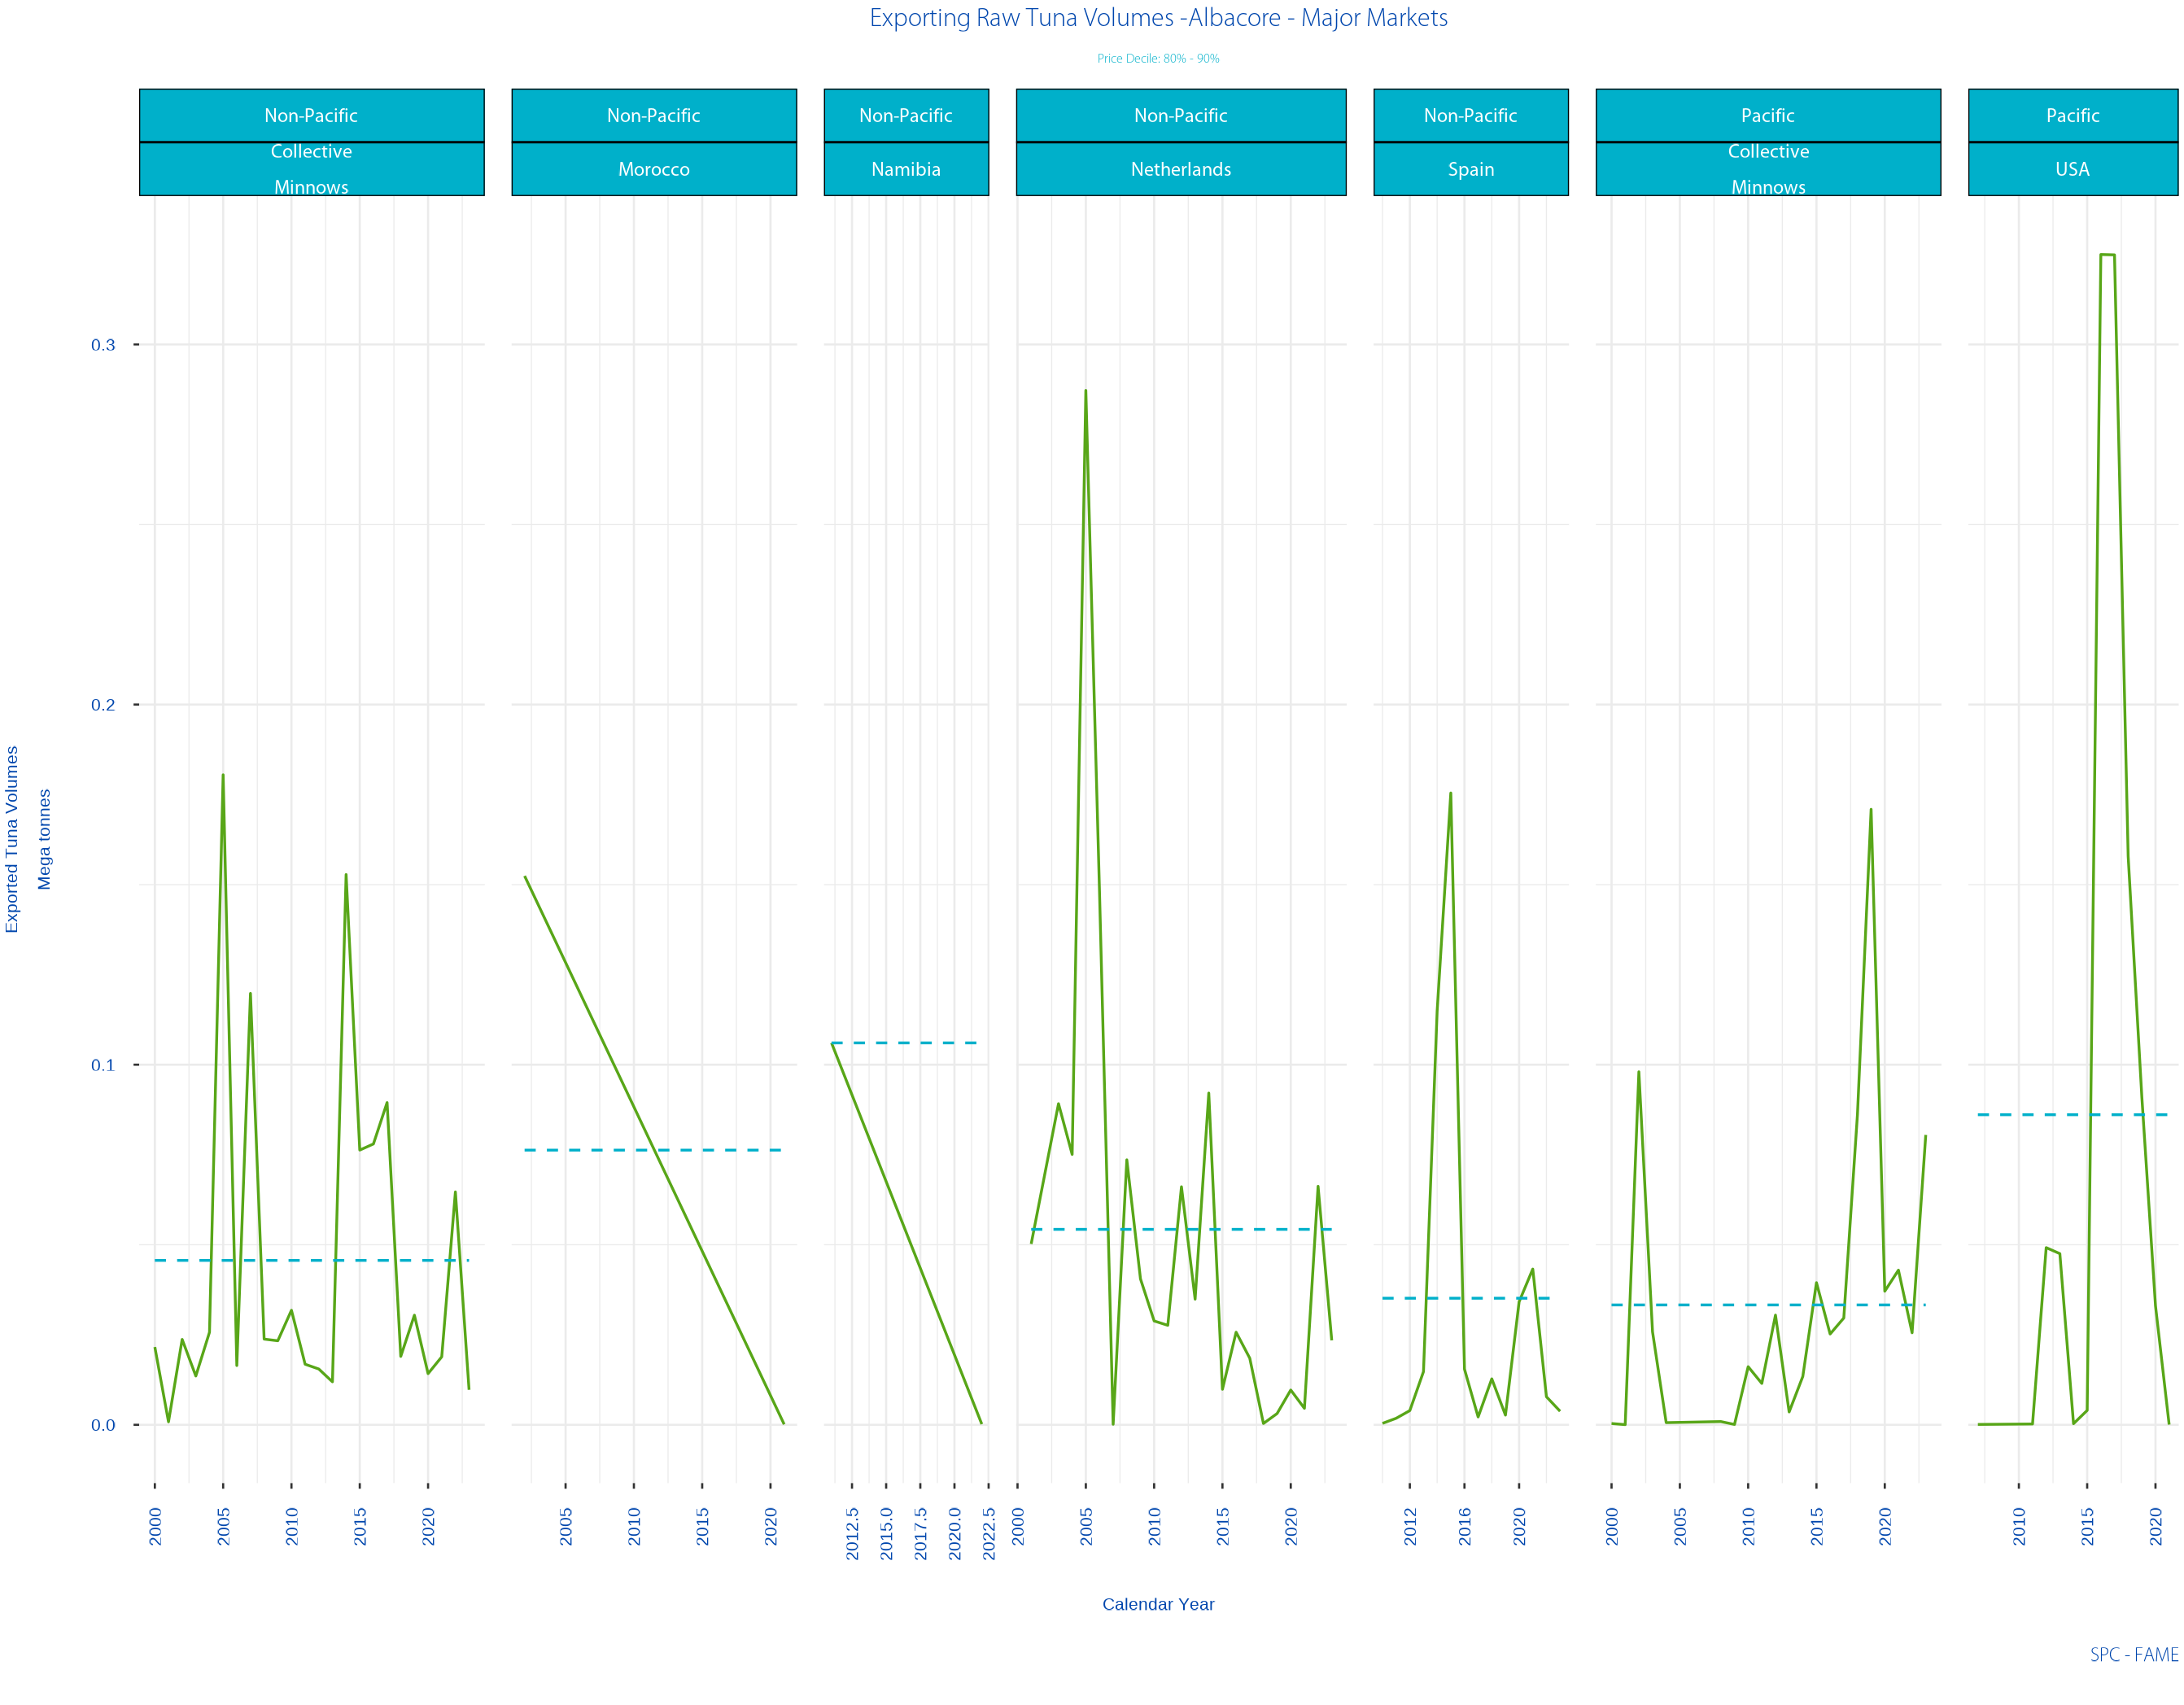 Exporting Raw Tuna Volumes -Albacore - Major Markets
Price Decile: 80% - 90%
Non-Pacific
Non-Pacific
Non-Pacific
Non-Pacific
Non-Pacific
Pacific
Pacific
Collective
Minnows
Morocco
Namibia
Netherlands
Spain
Collective
Minnows
USA
Exported Tuna Volumes
Mega tonnes
0.3
0.2
0.1
0.0
2000 2005 2010 2015 2020
2005 2010 2015 2020
2012.5 2015.0 2017.5 2020.0 2022.5
2000 2005 2010 2015 2020
2012 2016 2020
2000 2005 2010 2015 2020
2010 2015 2020
Calendar Year
SPC - FAME